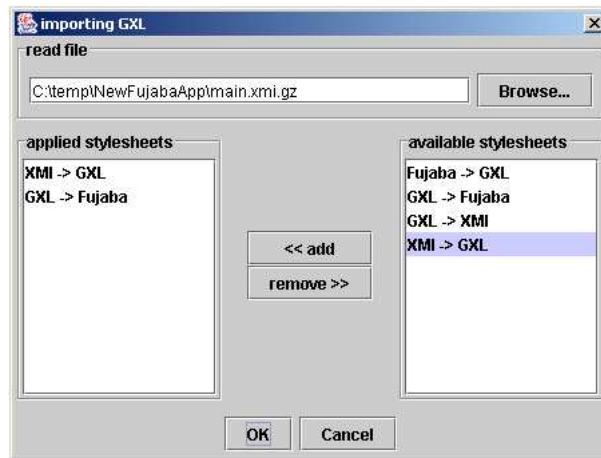 importing GXL
read file
C:\temp\NewFujabaApp\main.xmi.gz
Browse...
applied stylesheets
XMI -> GXL
GXL -> Fujaba
<< add
remove >>
available stylesheets
Fujaba -> GXL
GXL -> Fujaba
GXL -> XMI
XMI -> GXL
OK
Cancel